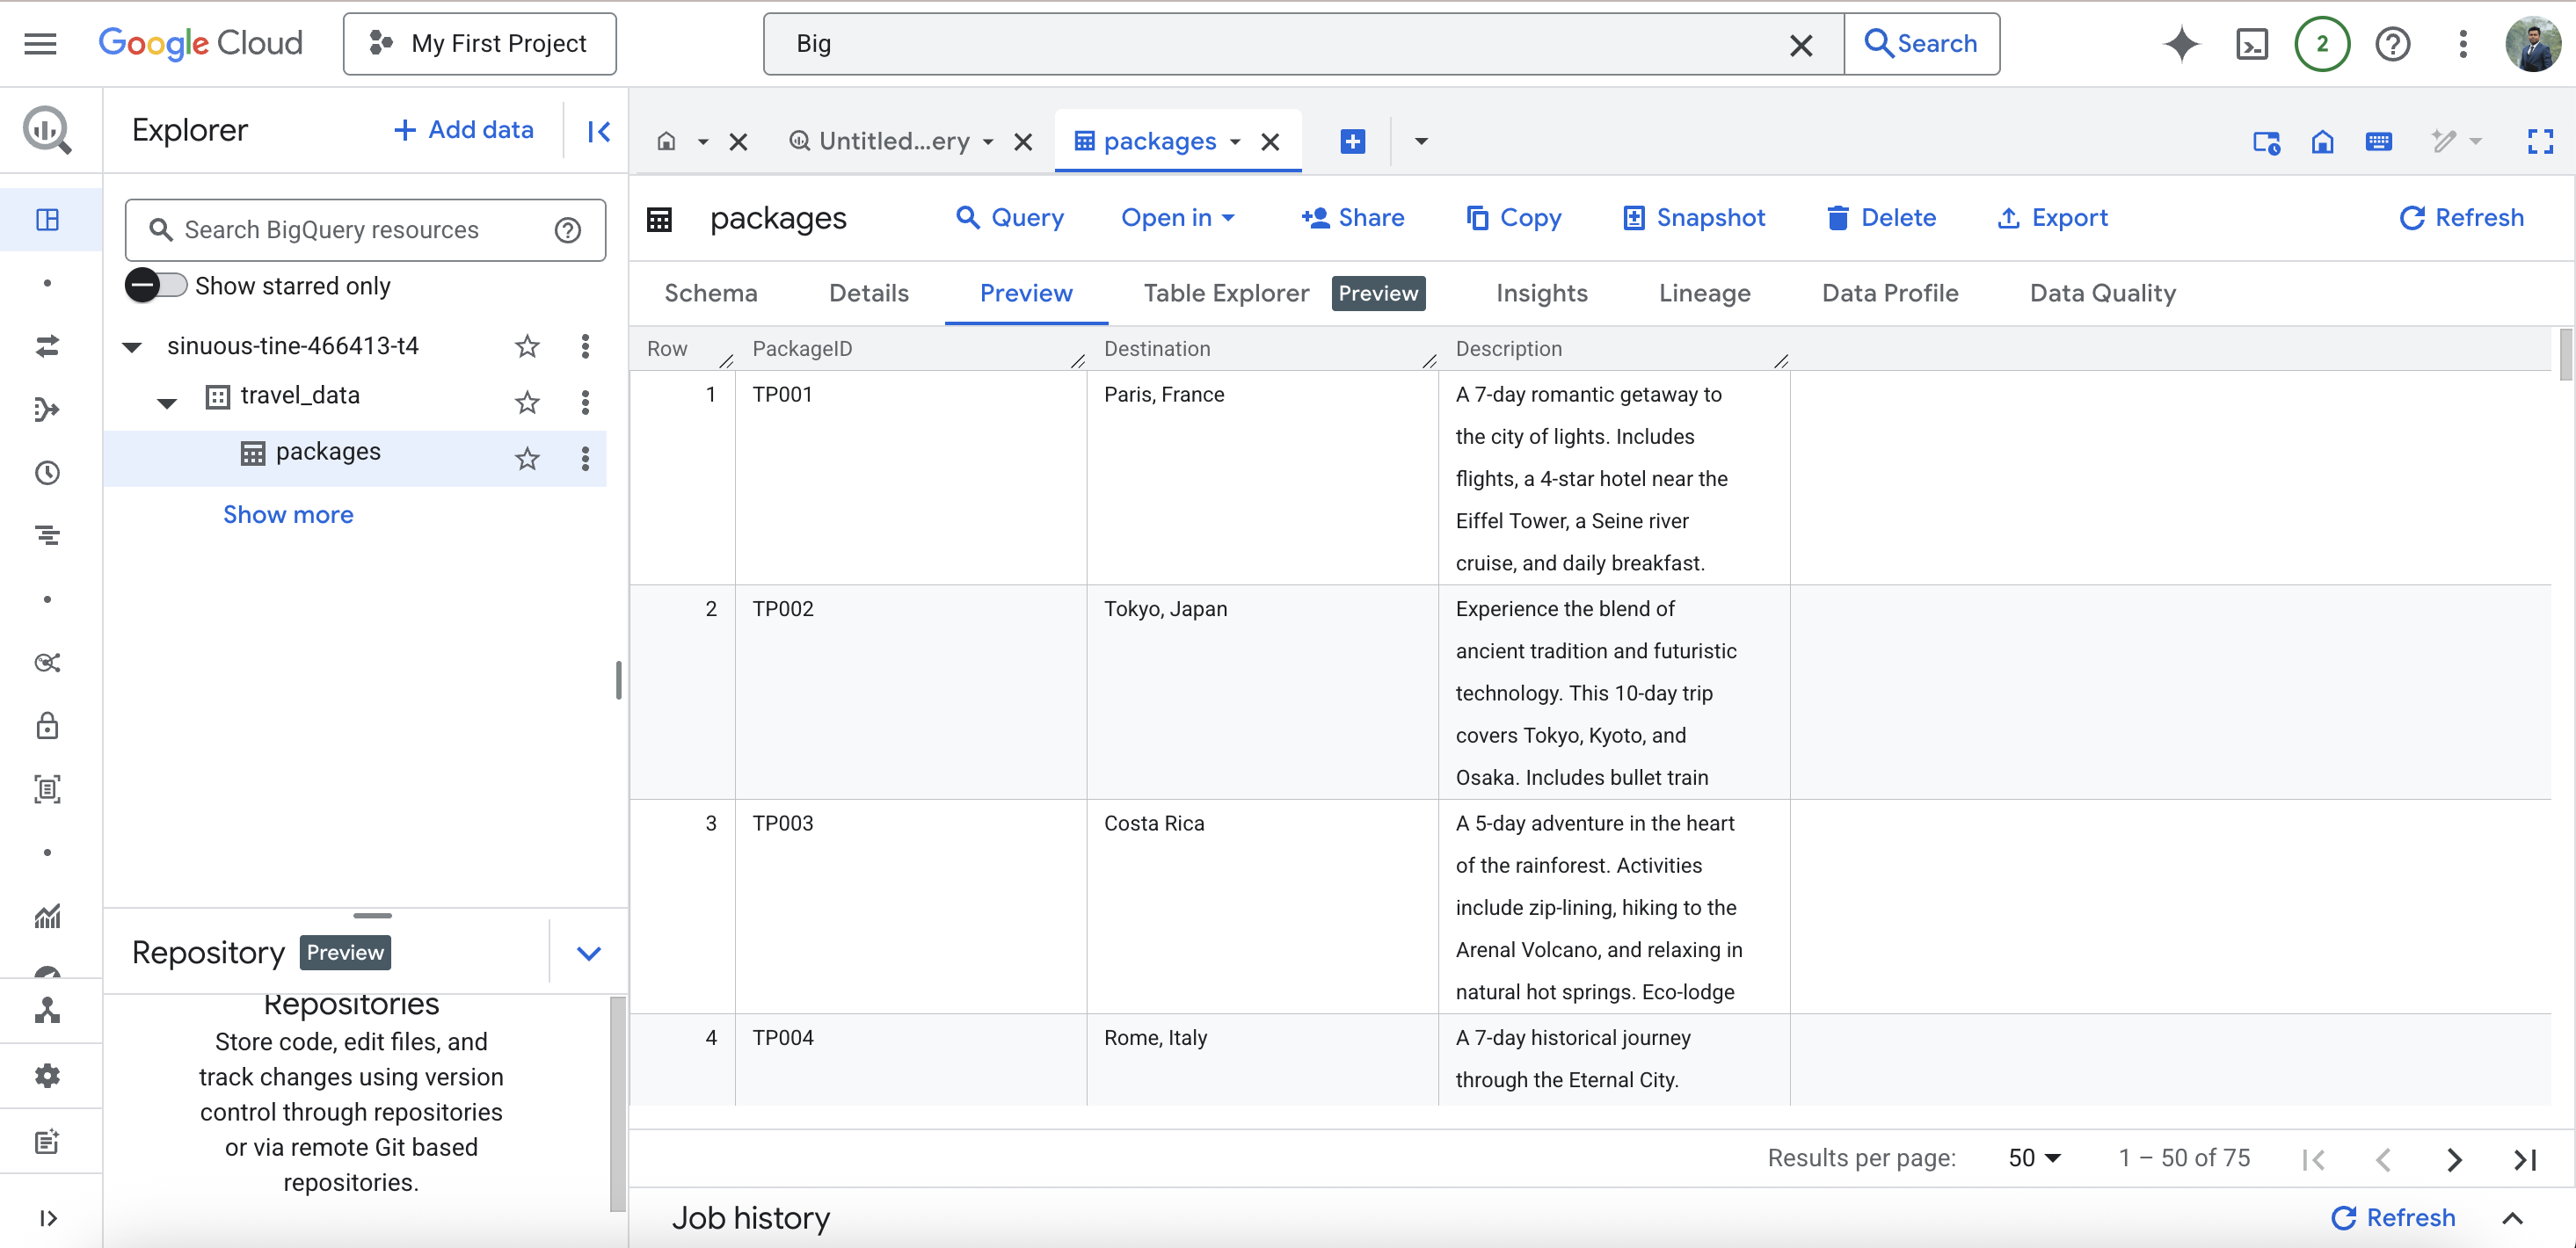 Google Cloud
My First Project
Big
Search
2
Explorer
+ Add data
Search BigQuery resources
Show starred only
sinuous-tine-466413-t4
travel_data
packages
Show more
Repository Preview
Repositories
Store code, edit files, and
track changes using version
control through repositories
or via remote Git based
repositories.
Untitled...ery
packages
packages
Query
Open in
Share
Copy
Snapshot
Delete
Export
Refresh
Schema
Details
Preview
Table Explorer Preview
Insights
Lineage
Data Profile
Data Quality
Row PackageID Destination Description
1 TP001 Paris, France A 7-day romantic getaway to
the city of lights. Includes
flights, a 4-star hotel near the
Eiffel Tower, a Seine river
cruise, and daily breakfast.
2 TP002 Tokyo, Japan Experience the blend of
ancient tradition and futuristic
technology. This 10-day trip
covers Tokyo, Kyoto, and
Osaka. Includes bullet train
3 TP003 Costa Rica A 5-day adventure in the heart
of the rainforest. Activities
include zip-lining, hiking to the
Arenal Volcano, and relaxing in
natural hot springs. Eco-lodge
4 TP004 Rome, Italy A 7-day historical journey
through the Eternal City.
Results per page: 50 1 – 50 of 75
Job history
Refresh